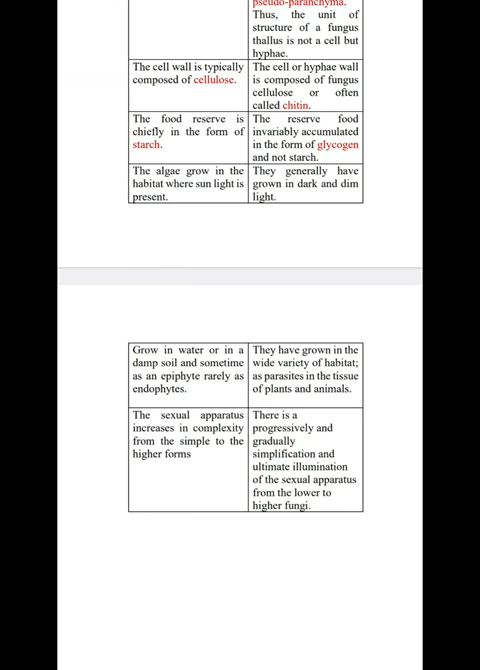 pseudo-paranchyma.
Thus, the unit of
structure of a fungus
thallus is not a cell but
hyphae.
The cell wall is typically
composed of cellulose.
The cell or hyphae wall
is composed of fungus
cellulose or often
called chitin.
The food reserve is
chiefly in the form of
starch.
The reserve food
invariably accumulated
in the form of glycogen
and not starch.
The algae grow in the
habitat where sun light is
present.
They generally have
grown in dark and dim
light.
Grow in water or in a
damp soil and sometime
as an epiphyte rarely as
endophytes.
They have grown in the
wide variety of habitat;
as parasites in the tissue
of plants and animals.
The sexual apparatus
increases in complexity
from the simple to the
higher forms
There is a
progressively and
gradually
simplification and
ultimate illumination
of the sexual apparatus
from the lower to
higher fungi.